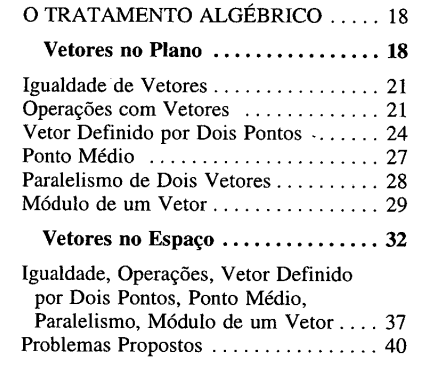 O TRATAMENTO ALGÉBRICO ..... 18
Vetores no Plano ............... 18
Igualdade de Vetores ................ 21
Operações com Vetores ............. 21
Vetor Definido por Dois Pontos ....... 24
Ponto Médio ...................... 27
Paralelismo de Dois Vetores .......... 28
Módulo de um Vetor ................ 29
Vetores no Espaço ............... 32
Igualdade, Operações, Vetor Definido
por Dois Pontos, Ponto Médio,
Paralelismo, Módulo de um Vetor .... 37
Problemas Propostos ................ 40